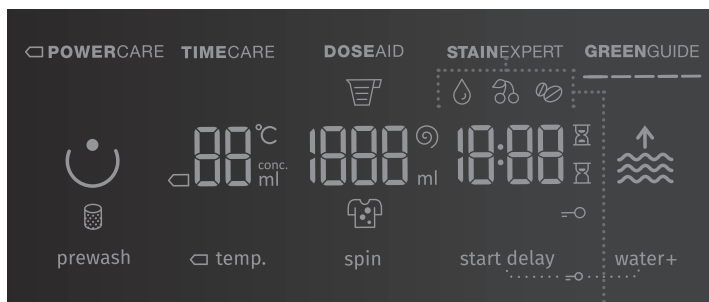 POWERCARE TIMECARE DOSEAID STAINEXPERT GREENGUIDE
88 °C conc. ml 1888 ml 18:88
prewash temp. spin start delay water+